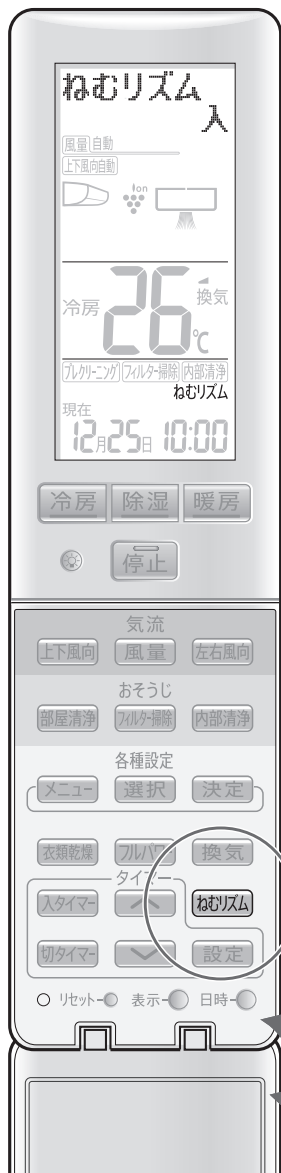 ねむリズム
入
風量 自動
上下風向自動
ion
冷房 26℃ 換気
プレクリーニング フィルター掃除 内部清浄
ねむリズム
現在
12月25日 10:00
冷房 除湿 暖房
停止
気流
上下風向 風量 左右風向
おそうじ
部屋清浄 フィルター掃除 内部清浄
各種設定
メニュー 選択 決定
衣類乾燥 フルパワー 換気
タイマー
入タイマー ねむリズム
切タイマー 設定
リセット 表示 日時